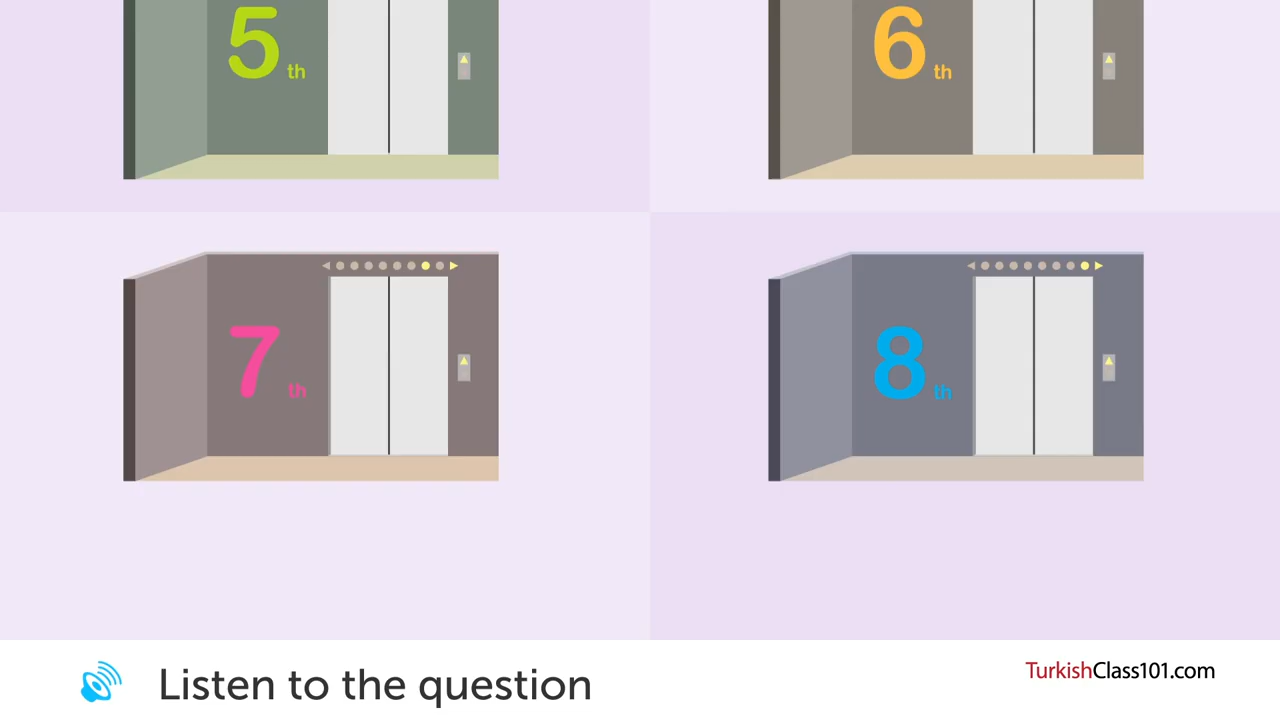 5th
6th
7th
8th
Listen to the question
TurkishClass101.com